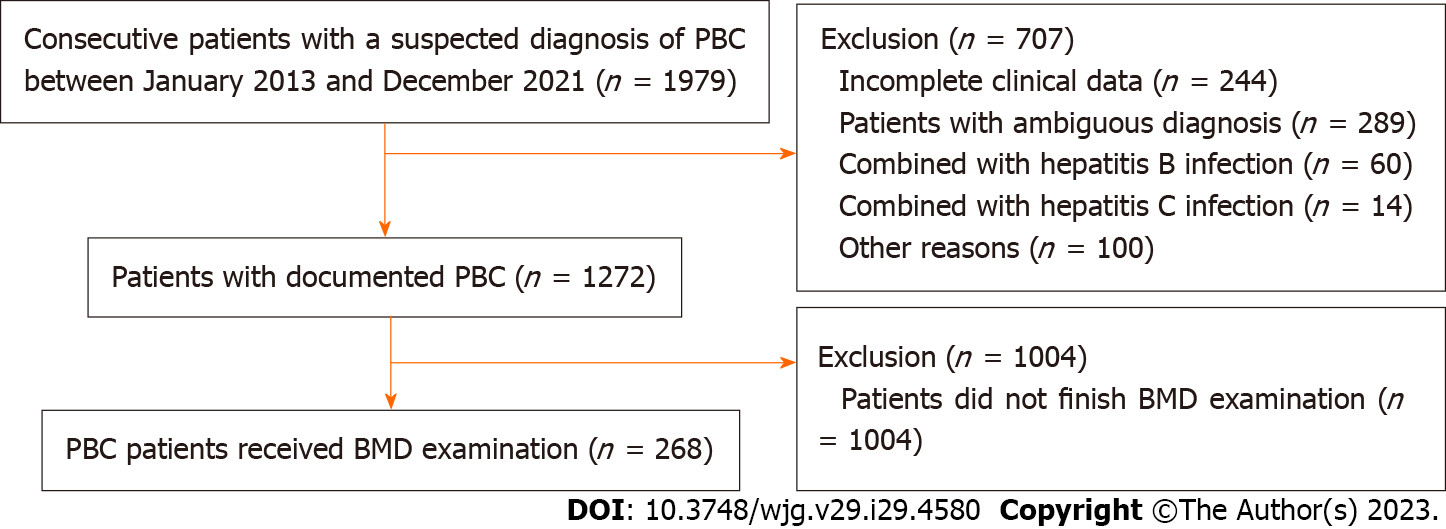 Consecutive patients with a suspected diagnosis of PBC
between January 2013 and December 2021 (n = 1979)
Exclusion (n = 707)
Incomplete clinical data (n = 244)
Patients with ambiguous diagnosis (n = 289)
Combined with hepatitis B infection (n = 60)
Combined with hepatitis C infection (n = 14)
Other reasons (n = 100)
Patients with documented PBC (n = 1272)
Exclusion (n = 1004)
Patients did not finish BMD examination (n
= 1004)
PBC patients received BMD examination (n = 268)
DOI: 10.3748/wjg.v29.i29.4580 Copyright ©The Author(s) 2023.